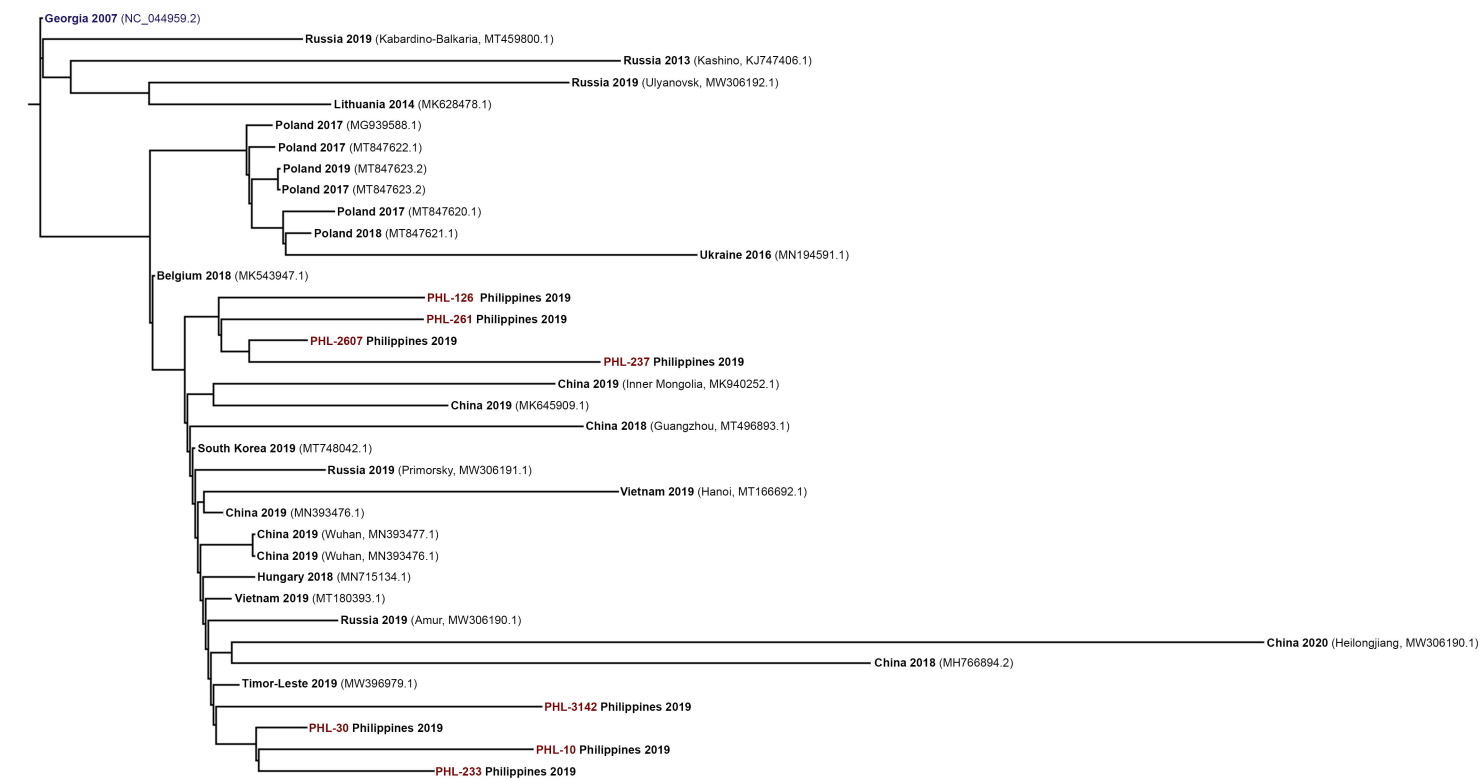 Georgia 2007 (NC_044959.2)
Russia 2019 (Kabardino-Balkaria, MT459800.1)
Russia 2013 (Kashino, KJ747406.1)
Russia 2019 (Ulyanovsk, MW306192.1)
Lithuania 2014 (MK628478.1)
Poland 2017 (MG939588.1)
Poland 2017 (MT847622.1)
Poland 2019 (MT847623.2)
Poland 2017 (MT847623.2)
Poland 2017 (MT847620.1)
Poland 2018 (MT847621.1)
Ukraine 2016 (MN194591.1)
Belgium 2018 (MK543947.1)
PHL-126 Philippines 2019
PHL-261 Philippines 2019
PHL-2607 Philippines 2019
PHL-237 Philippines 2019
China 2019 (Inner Mongolia, MK940252.1)
China 2019 (MK645909.1)
China 2018 (Guangzhou, MT496893.1)
South Korea 2019 (MT748042.1)
Russia 2019 (Primorsky, MW306191.1)
Vietnam 2019 (Hanoi, MT166692.1)
China 2019 (MN393476.1)
China 2019 (Wuhan, MN393477.1)
China 2019 (Wuhan, MN393476.1)
Hungary 2018 (MN715134.1)
Vietnam 2019 (MT180393.1)
Russia 2019 (Amur, MW306190.1)
China 2020 (Heilongjiang, MW306190.1)
China 2018 (MH766894.2)
Timor-Leste 2019 (MW396979.1)
PHL-3142 Philippines 2019
PHL-30 Philippines 2019
PHL-10 Philippines 2019
PHL-233 Philippines 2019